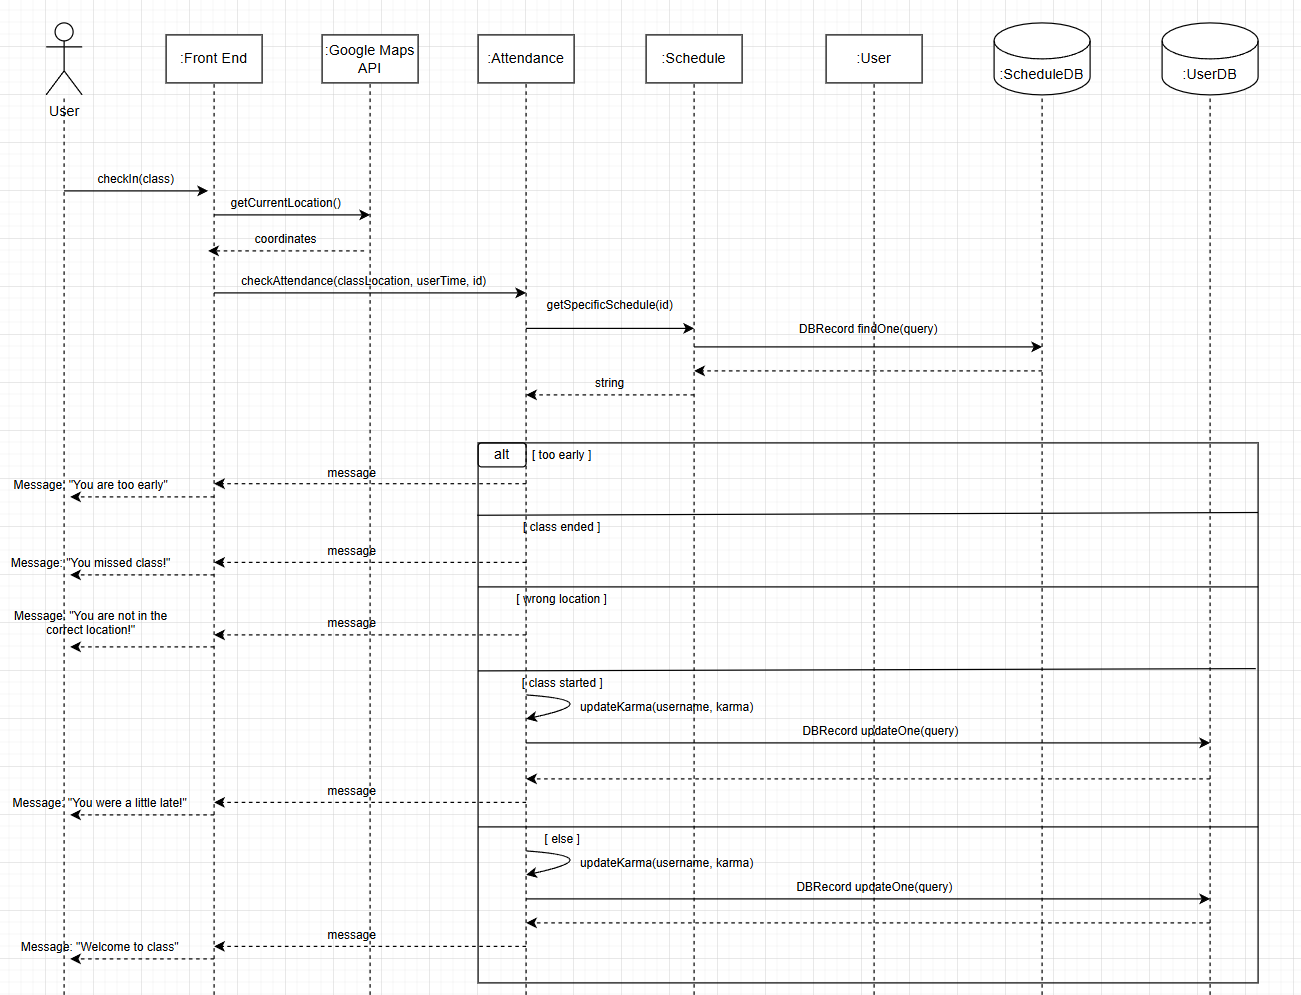 :Front End
:Google Maps
API
:Attendance
:Schedule
:User
:ScheduleDB
:UserDB
User
checkIn(class)
getCurrentLocation()
coordinates
checkAttendance(classLocation, userTime, id)
getSpecificSchedule(id)
DBRecord findOne(query)
string
alt
[ too early ]
message
Message: "You are too early"
[ class ended ]
message
Message: "You missed class!"
[ wrong location ]
Message: "You are not in the
correct location!"
message
[ class started ]
updateKarma(username, karma)
DBRecord updateOne(query)
message
Message: "You were a little late!"
[ else ]
updateKarma(username, karma)
DBRecord updateOne(query)
message
Message: "Welcome to class"